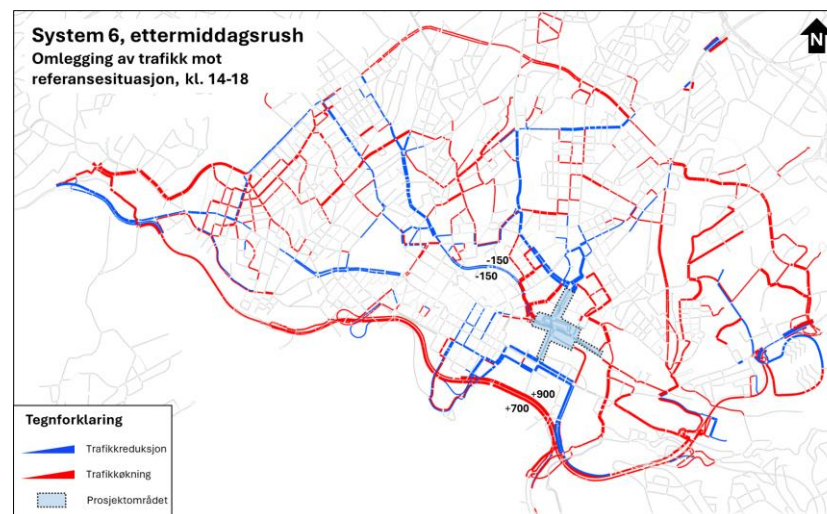 System 6, ettermiddagsrush
Omlegging av trafikk mot
referansesituasjon, kl. 14-18
N
-150
-150
+900
+700
Tegnforklaring
Trafikkreduksjon
Trafikkøkning
Prosjektområdet